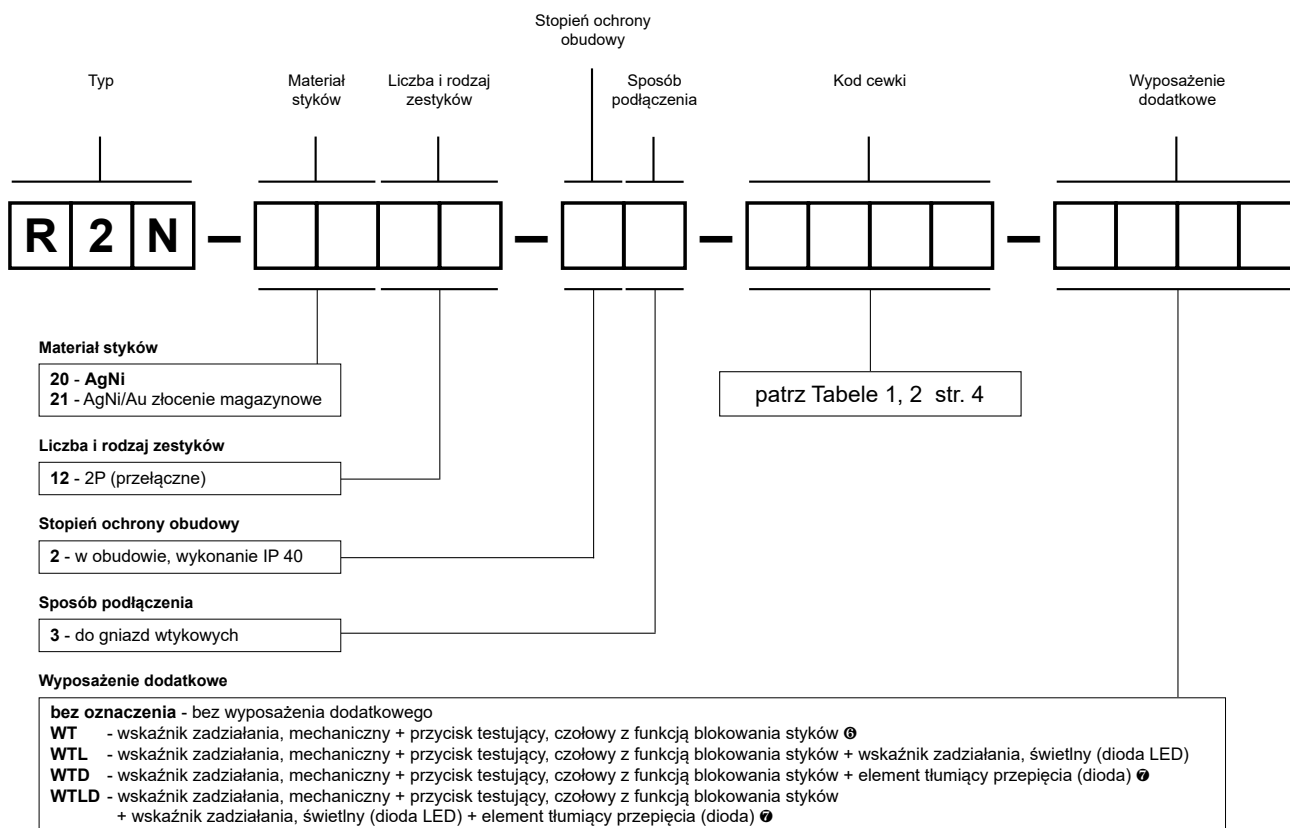 Stopień ochrony
obudowy
Typ
Materiał
styków
Liczba i rodzaj
zestyków
Sposób
podłączenia
Kod cewki
Wyposażenie
dodatkowe
R 2 N – – – –
Materiał styków
20 - AgNi
21 - AgNi/Au złocenie magazynowe
patrz Tabele 1, 2 str. 4
Liczba i rodzaj zestyków
12 - 2P (przełączne)
Stopień ochrony obudowy
2 - w obudowie, wykonanie IP 40
Sposób podłączenia
3 - do gniazd wtykowych
Wyposażenie dodatkowe
bez oznaczenia - bez wyposażenia dodatkowego
WT - wskaźnik zadziałania, mechaniczny + przycisk testujący, czołowy z funkcją blokowania styków ❻
WTL - wskaźnik zadziałania, mechaniczny + przycisk testujący, czołowy z funkcją blokowania styków + wskaźnik zadziałania, świetlny (dioda LED)
WTD - wskaźnik zadziałania, mechaniczny + przycisk testujący, czołowy z funkcją blokowania styków + element tłumiący przepięcia (dioda) ❼
WTLD - wskaźnik zadziałania, mechaniczny + przycisk testujący, czołowy z funkcją blokowania styków
+ wskaźnik zadziałania, świetlny (dioda LED) + element tłumiący przepięcia (dioda) ❼